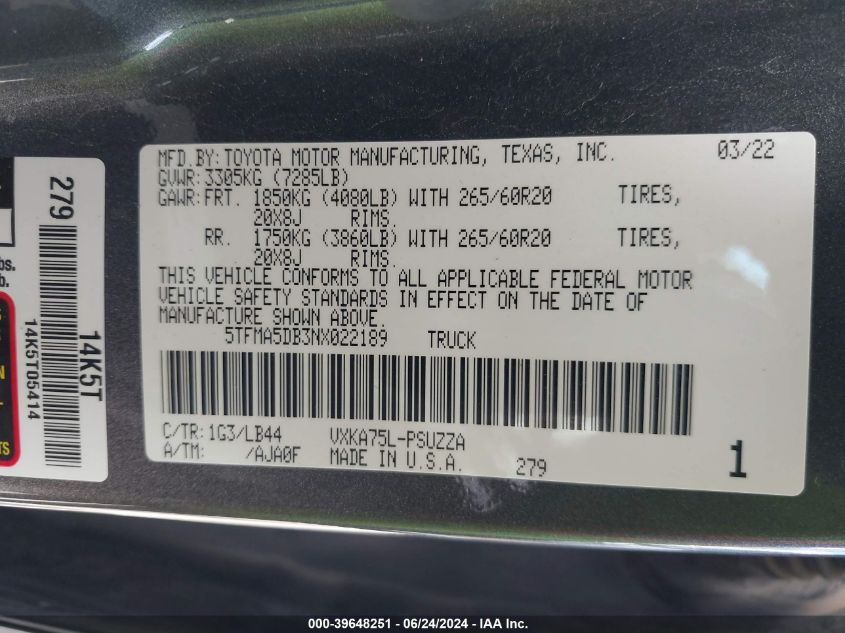 MFD.BY: TOYOTA MOTOR MANUFACTURING, TEXAS, INC. 03/22
GVWR: 3305KG (7285LB)
GAWR: FRT. 1850KG (4080LB) WITH 265/60R20 TIRES,
20X8J RIMS.
RR. 1750KG (3860LB) WITH 265/60R20 TIRES,
20X8J RIMS.
THIS VEHICLE CONFORMS TO ALL APPLICABLE FEDERAL MOTOR
VEHICLE SAFETY STANDARDS IN EFFECT ON THE DATE OF
MANUFACTURE SHOWN ABOVE.
5TFMA5DB3NX022189 TRUCK
C/TR: 1G3/LB44 VXKA75L-PSUZZA
A/TM: /AJA0F MADE IN U.S.A. 279 1
279
14K5T
14K5T05414
bs.
b.
N
TS
000-39648251 - 06/24/2024 - IAA Inc.